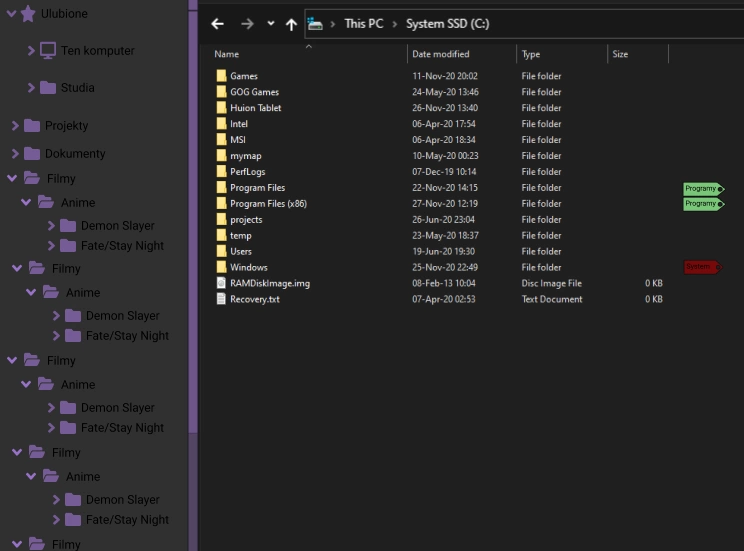 Ulubione
Ten komputer
Studia
Projekty
Dokumenty
Filmy
Anime
Demon Slayer
Fate/Stay Night
Filmy
Anime
Demon Slayer
Fate/Stay Night
Filmy
Anime
Demon Slayer
Fate/Stay Night
Filmy
Anime
Demon Slayer
Fate/Stay Night
Filmy
This PC > System SSD (C:)
Name Date modified Type Size
Games 11-Nov-20 20:02 File folder
GOG Games 24-May-20 13:46 File folder
Huion Tablet 26-Nov-20 13:40 File folder
Intel 06-Apr-20 17:54 File folder
MSI 06-Apr-20 18:34 File folder
mymap 10-May-20 00:23 File folder
PerfLogs 07-Dec-19 10:14 File folder
Program Files 22-Nov-20 14:15 File folder Programy
Program Files (x86) 27-Nov-20 12:19 File folder Programy
projects 26-Jun-20 23:04 File folder
temp 23-May-20 18:37 File folder
Users 19-Jun-20 19:30 File folder
Windows 25-Nov-20 22:49 File folder System
RAMDiskImage.img 08-Feb-13 10:04 Disc Image File 0 KB
Recovery.txt 07-Apr-20 02:53 Text Document 0 KB